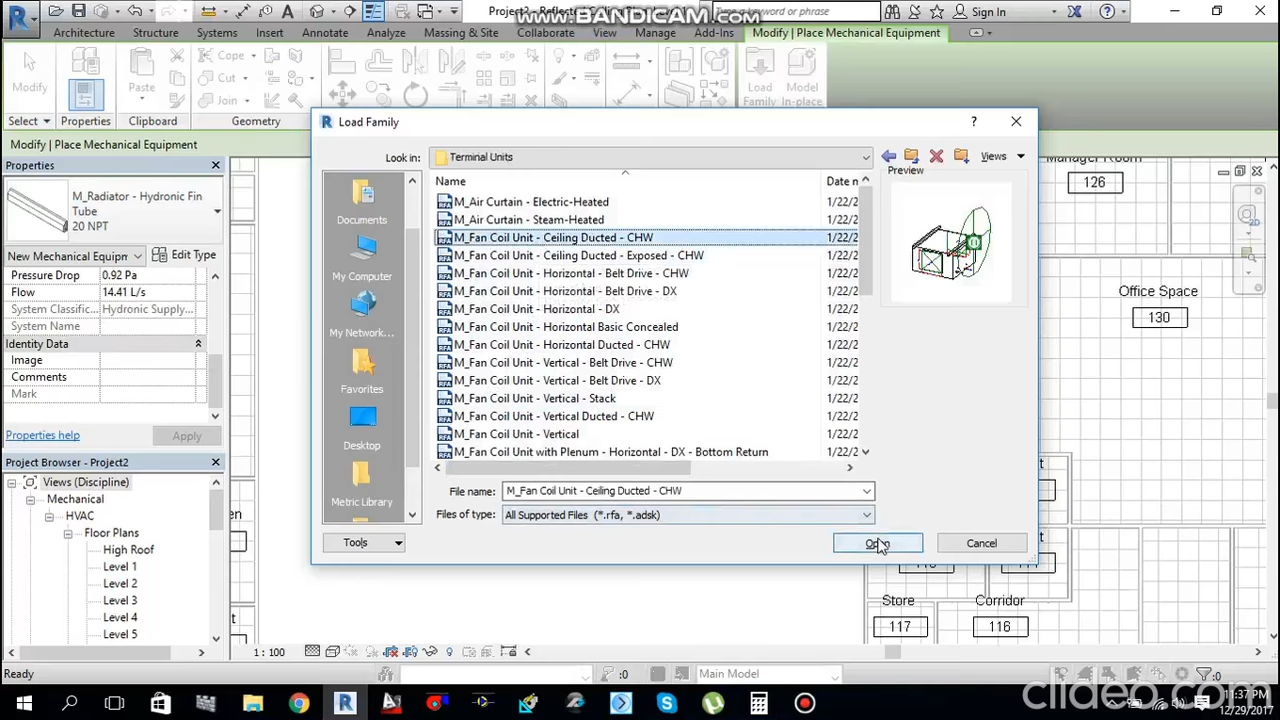 Project2 - Reflected Ceiling
www.BANDICAM.com
or phrase
Sign In
Architecture
Structure
Systems
Insert
Annotate
Analyze
Massing & Site
Collaborate
View
Manage
Add-Ins
Modify | Place Mechanical Equipment
Modify
Paste
Cope
Cut
Join
Load Family
Model In-place
Select
Properties
Clipboard
Geometry
Modify | Place Mechanical Equipment
Properties
M_Radiator - Hydronic Fin Tube
20 NPT
New Mechanical Equipm
Edit Type
Pressure Drop
0.92 Pa
Flow
14.41 L/s
System Classific...
Hydronic Supply...
System Name
Identity Data
Image
Comments
Mark
Properties help
Apply
Project Browser - Project2
Views (Discipline)
Mechanical
HVAC
Floor Plans
High Roof
Level 1
Level 2
Level 3
Level 4
Level 5
Load Family
Look in:
Terminal Units
Views
Documents
My Computer
My Network...
Favorites
Desktop
Metric Library
Name
Date n
M_Air Curtain - Electric-Heated
1/22/2
M_Air Curtain - Steam-Heated
1/22/2
M_Fan Coil Unit - Ceiling Ducted - CHW
1/22/2
M_Fan Coil Unit - Ceiling Ducted - Exposed - CHW
1/22/2
M_Fan Coil Unit - Horizontal - Belt Drive - CHW
1/22/2
M_Fan Coil Unit - Horizontal - Belt Drive - DX
1/22/2
M_Fan Coil Unit - Horizontal - DX
1/22/2
M_Fan Coil Unit - Horizontal Basic Concealed
1/22/2
M_Fan Coil Unit - Horizontal Ducted - CHW
1/22/2
M_Fan Coil Unit - Vertical - Belt Drive - CHW
1/22/2
M_Fan Coil Unit - Vertical - Belt Drive - DX
1/22/2
M_Fan Coil Unit - Vertical - Stack
1/22/2
M_Fan Coil Unit - Vertical Ducted - CHW
1/22/2
M_Fan Coil Unit - Vertical
1/22/2
M_Fan Coil Unit with Plenum - Horizontal - DX - Bottom Return
1/22/2
Preview
File name:
M_Fan Coil Unit - Ceiling Ducted - CHW
Files of type:
All Supported Files (*.rfa, *.adsk)
Tools
Open
Cancel
Manager Room
126
Office Space
130
Store
117
Corridor
116
1 : 100
Ready
:0
Main Model
:0
11:37 PM
12/29/2017
clideo.com